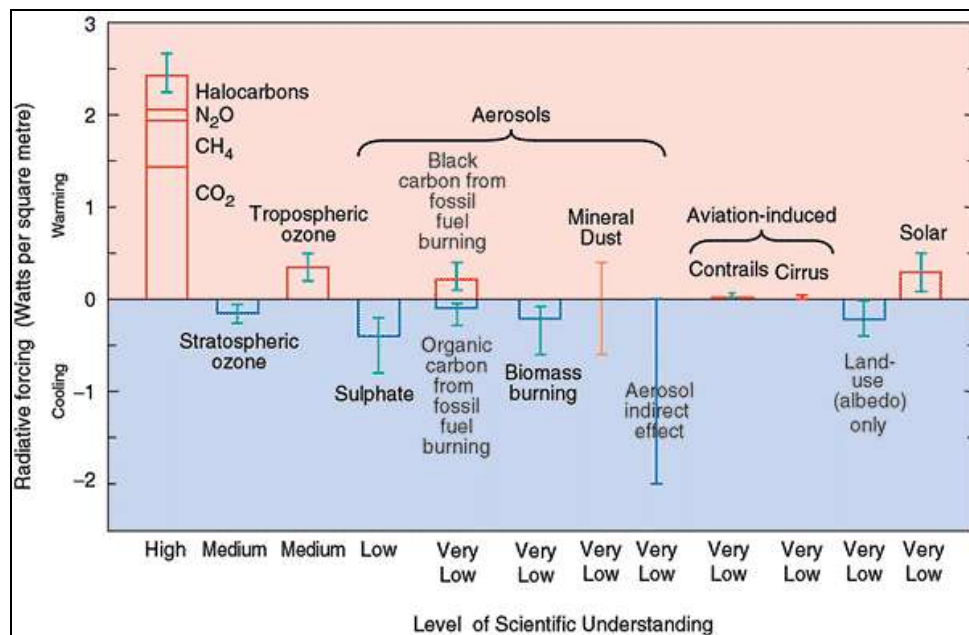 3
2
1
0
−1
−2
Radiative forcing (Watts per square metre)
Warming
Cooling
Halocarbons
N₂O
CH₄
CO₂
Stratospheric
ozone
Tropospheric
ozone
Aerosols
Sulphate
Black
carbon from
fossil
fuel
burning
Organic
carbon
from
fossil
fuel
burning
Biomass
burning
Mineral
Dust
Aerosol
indirect
effect
Aviation-induced
Contrails Cirrus
Land-
use
(albedo)
only
Solar
High Medium Medium Low Very Very Very Very Very Very Very Very
Low Low Low Low Low Low Low Low
Level of Scientific Understanding